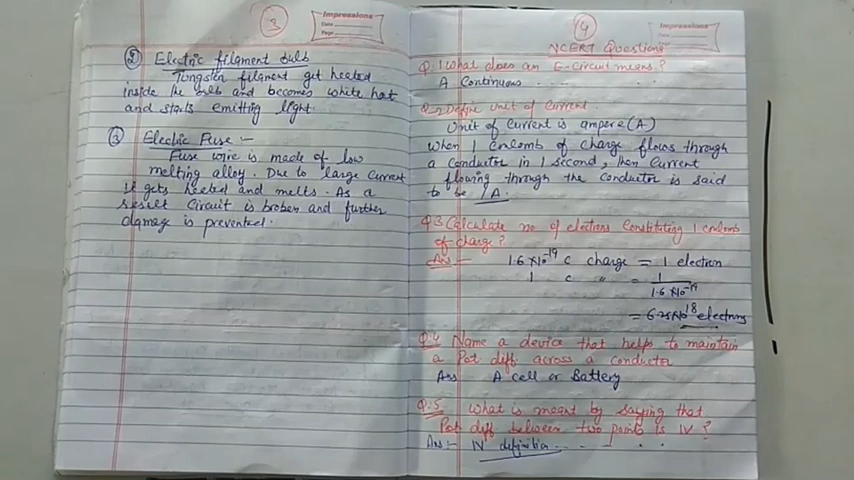 3
Impressions
Date
Page
② Electric filament bulb
Tungsten filament get heated
inside the bulb and becomes white hot
and starts emitting light.
③ Electric Fuse :-
Fuse wire is made of low
melting alloy. Due to large current
it gets heated and melts. As a
result circuit is broken and further
damage is prevented.
4
Impressions
NCERT Questions
Q.1 What does an E-Circuit means?
A Continuous ........
Q-2 Define unit of current.
Unit of Current is ampere (A)
When 1 coulomb of charge flows through
a conductor in 1 second, then current
flowing through the conductor is said
to be 1A.
Q3 Calculate no of electrons constituting 1 coulomb
of charge?
Ans:- 1.6×10⁻¹⁹ C charge = 1 electron
1 C " = 1/1.6×10⁻¹⁹
= 6.25×10¹⁸ electrons
Q.4 Name a device that helps to maintain
a Pot diff across a conductor
Ans A cell or Battery
Q.5 What is meant by saying that
Pot diff between two points is 1V?
Ans:- 1V definition ......